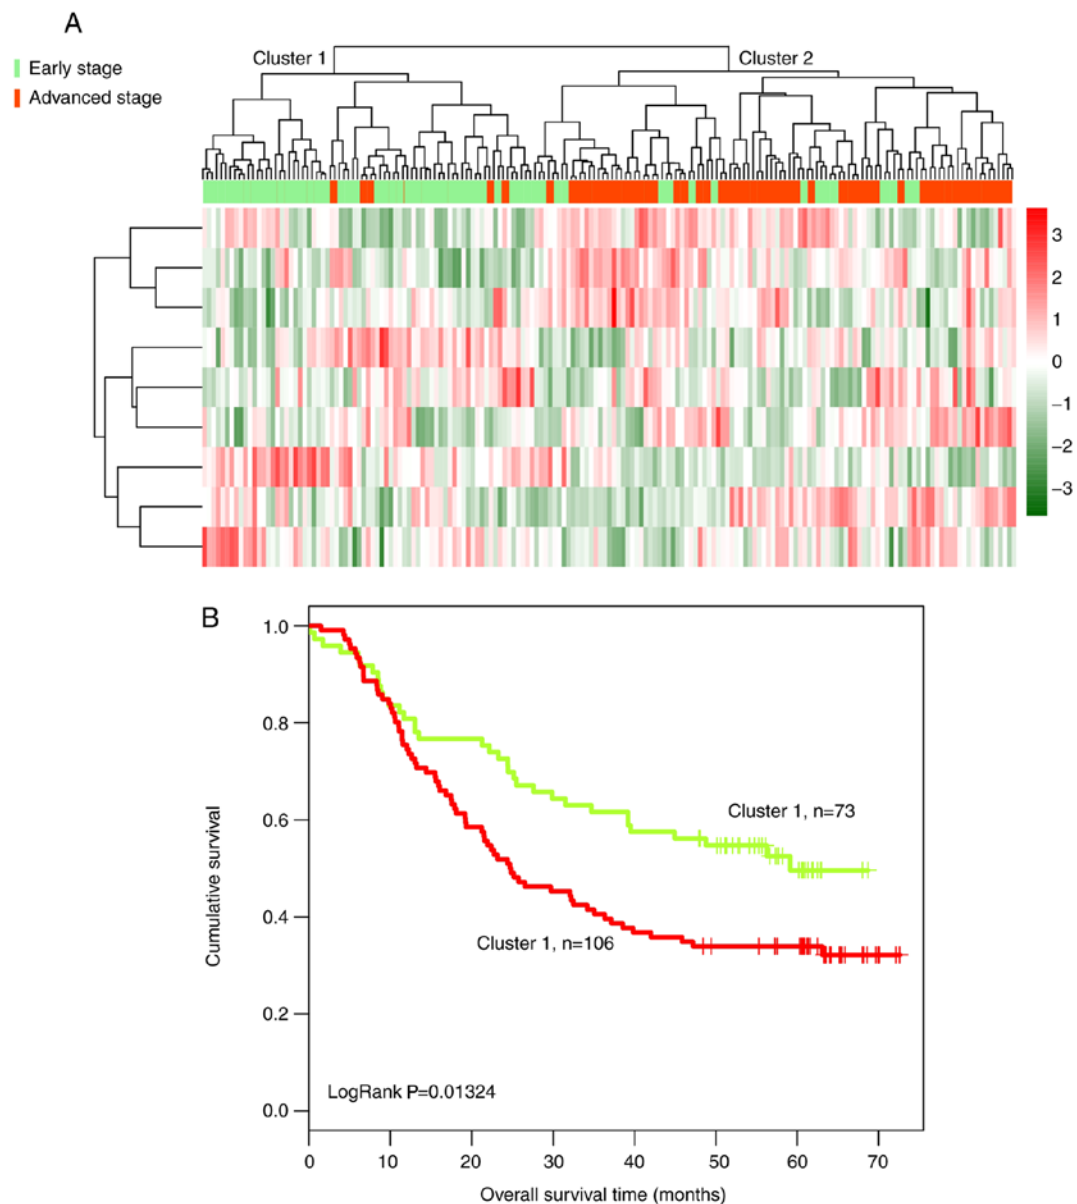 A
Cluster 1
Cluster 2
Early stage
Advanced stage
3
2
1
0
−1
−2
−3
B
1.0
0.8
0.6
0.4
0.2
0.0
Cumulative survival
Cluster 1, n=73
Cluster 1, n=106
LogRank P=0.01324
0 10 20 30 40 50 60 70
Overall survival time (months)